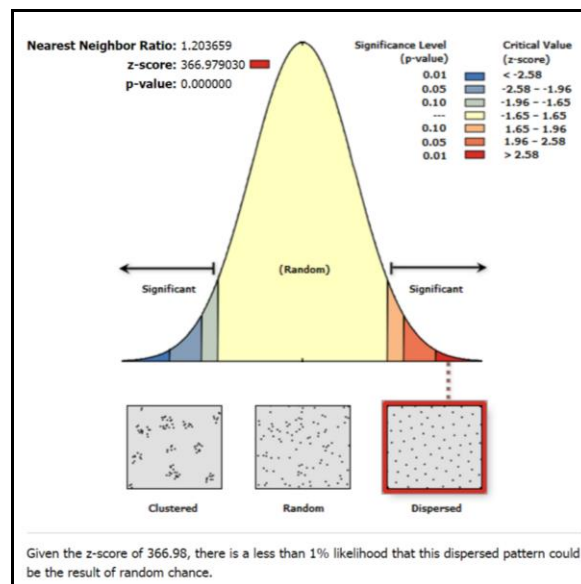 Nearest Neighbor Ratio: 1.203659
z-score: 366.979030
p-value: 0.000000
Significance Level
(p-value)
Critical Value
(z-score)
0.01 < -2.58
0.05 -2.58 – -1.96
0.10 -1.96 – -1.65
--- -1.65 – 1.65
0.10 1.65 – 1.96
0.05 1.96 – 2.58
0.01 > 2.58
Significant
(Random)
Significant
Clustered
Random
Dispersed
Given the z-score of 366.98, there is a less than 1% likelihood that this dispersed pattern could
be the result of random chance.